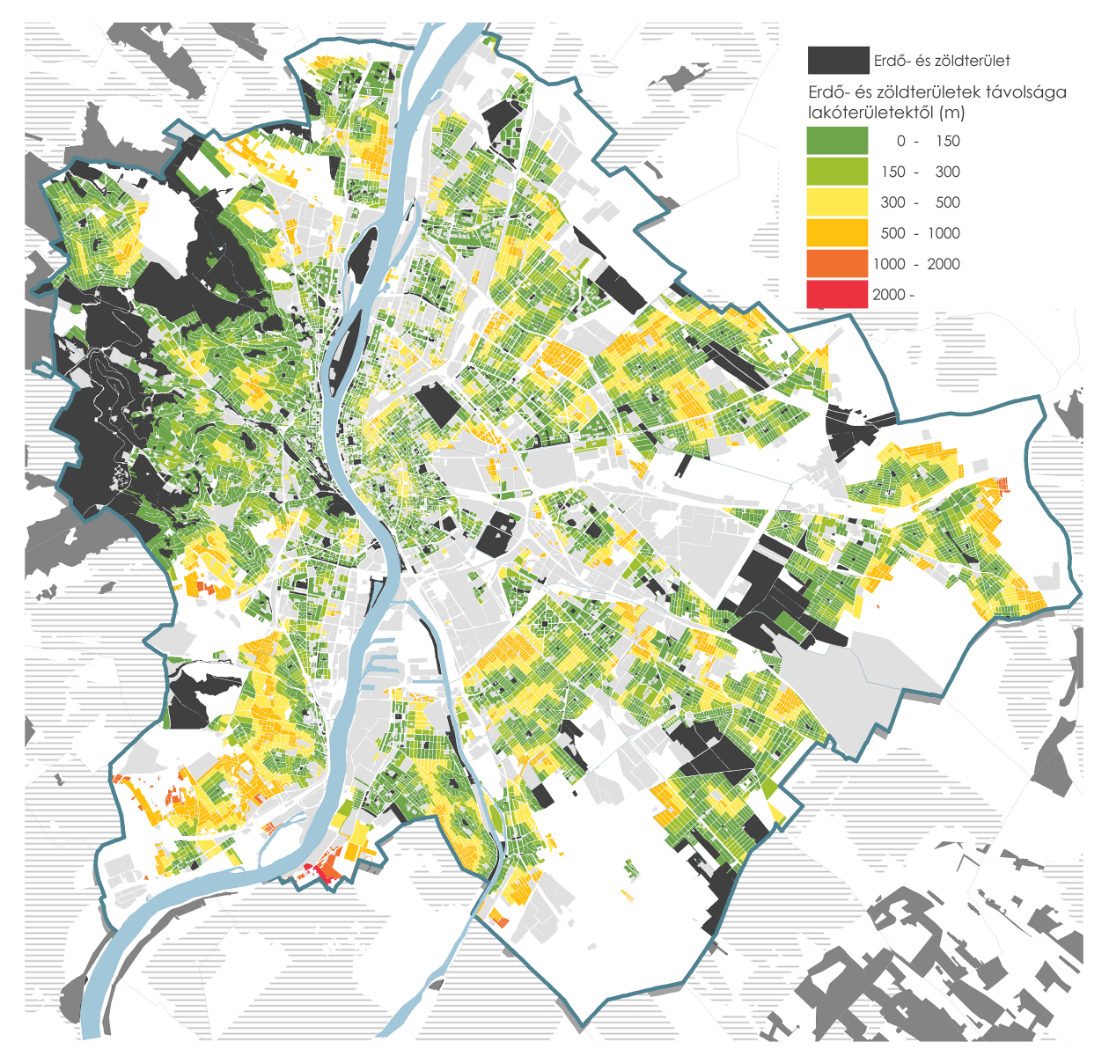 Erdő- és zöldterület
Erdő- és zöldterületek távolsága
lakóterületektől (m)
0 - 150
150 - 300
300 - 500
500 - 1000
1000 - 2000
2000 -